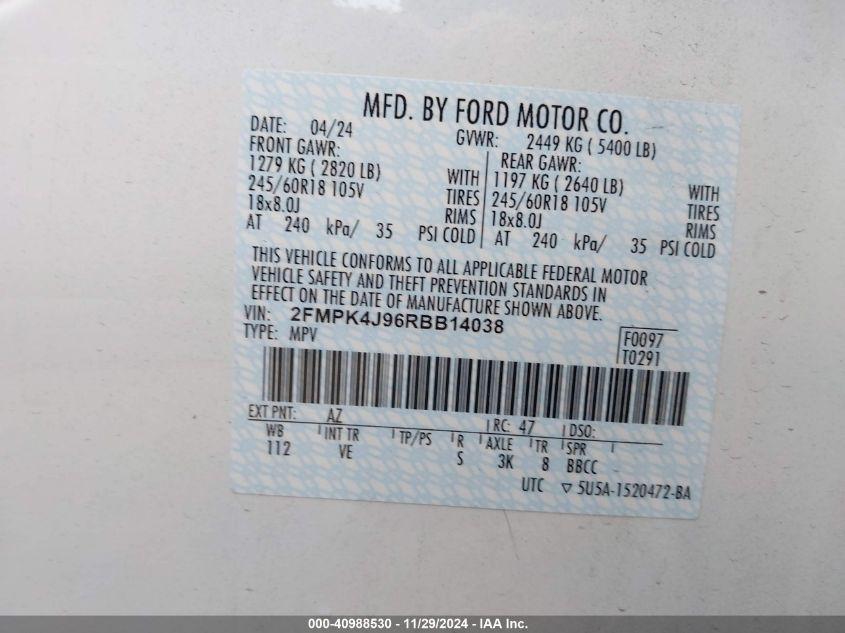 MFD. BY FORD MOTOR CO.
DATE: 04/24 GVWR: 2449 KG ( 5400 LB)
FRONT GAWR: REAR GAWR:
1279 KG ( 2820 LB) WITH 1197 KG ( 2640 LB) WITH
245/60R18 105V TIRES 245/60R18 105V TIRES
18x8.0J RIMS 18x8.0J RIMS
AT 240 kPa/ 35 PSI COLD AT 240 kPa/ 35 PSI COLD
THIS VEHICLE CONFORMS TO ALL APPLICABLE FEDERAL MOTOR
VEHICLE SAFETY AND THEFT PREVENTION STANDARDS IN
EFFECT ON THE DATE OF MANUFACTURE SHOWN ABOVE.
VIN: 2FMPK4J96RBB14038
TYPE: MPV
F0097
T0291
EXT PNT: AZ RC: 47 DSO:
WB INT TR TP/PS R AXLE TR SPR
112 VE S 3K 8 BBCC
UTC ▽ 5U5A-1520472-BA
000-40988530 - 11/29/2024 - IAA Inc.